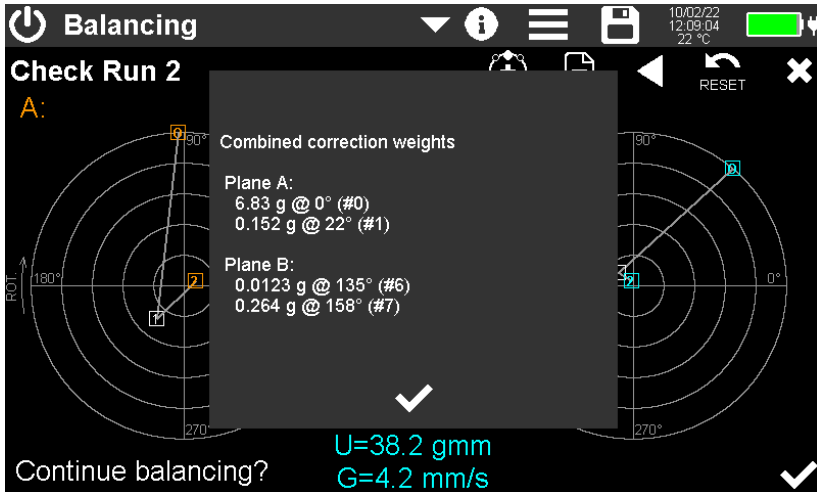 Balancing
i
10/02/22
12:09:04
22 °C
Check Run 2
RESET
A:
90°
0
90°
0
180°
0°
ROT.
2
1
2
270°
270°
Combined correction weights
Plane A:
6.83 g @ 0° (#0)
0.152 g @ 22° (#1)
Plane B:
0.0123 g @ 135° (#6)
0.264 g @ 158° (#7)
U=38.2 gmm
G=4.2 mm/s
Continue balancing?